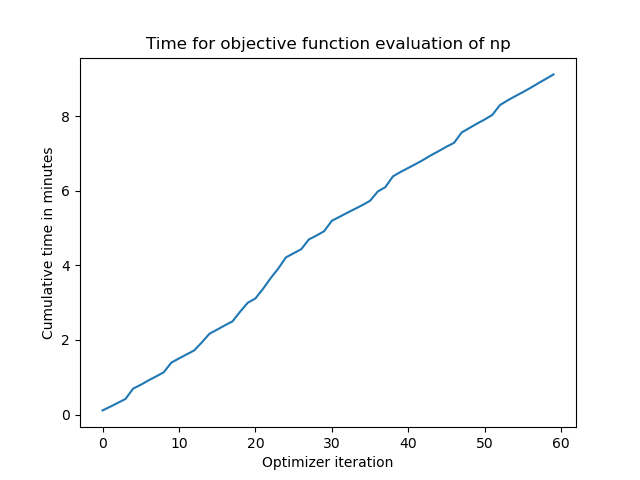 Time for objective function evaluation of np
Cumulative time in minutes
8
6
4
2
0
0 10 20 30 40 50 60
Optimizer iteration